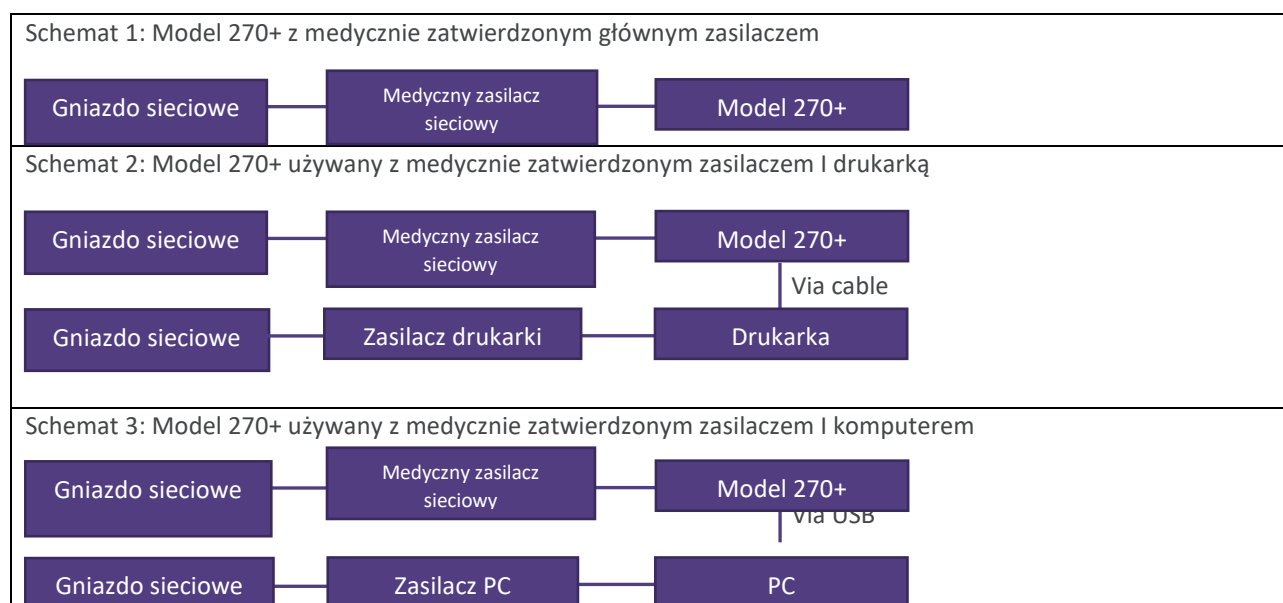 Schemat 1: Model 270+ z medycznie zatwierdzonym głównym zasilaczem
Gniazdo sieciowe
Medyczny zasilacz
sieciowy
Model 270+
Schemat 2: Model 270+ używany z medycznie zatwierdzonym zasilaczem I drukarką
Gniazdo sieciowe
Medyczny zasilacz
sieciowy
Model 270+
Via cable
Gniazdo sieciowe
Zasilacz drukarki
Drukarka
Schemat 3: Model 270+ używany z medycznie zatwierdzonym zasilaczem I komputerem
Gniazdo sieciowe
Medyczny zasilacz
sieciowy
Model 270+
Via USB
Gniazdo sieciowe
Zasilacz PC
PC